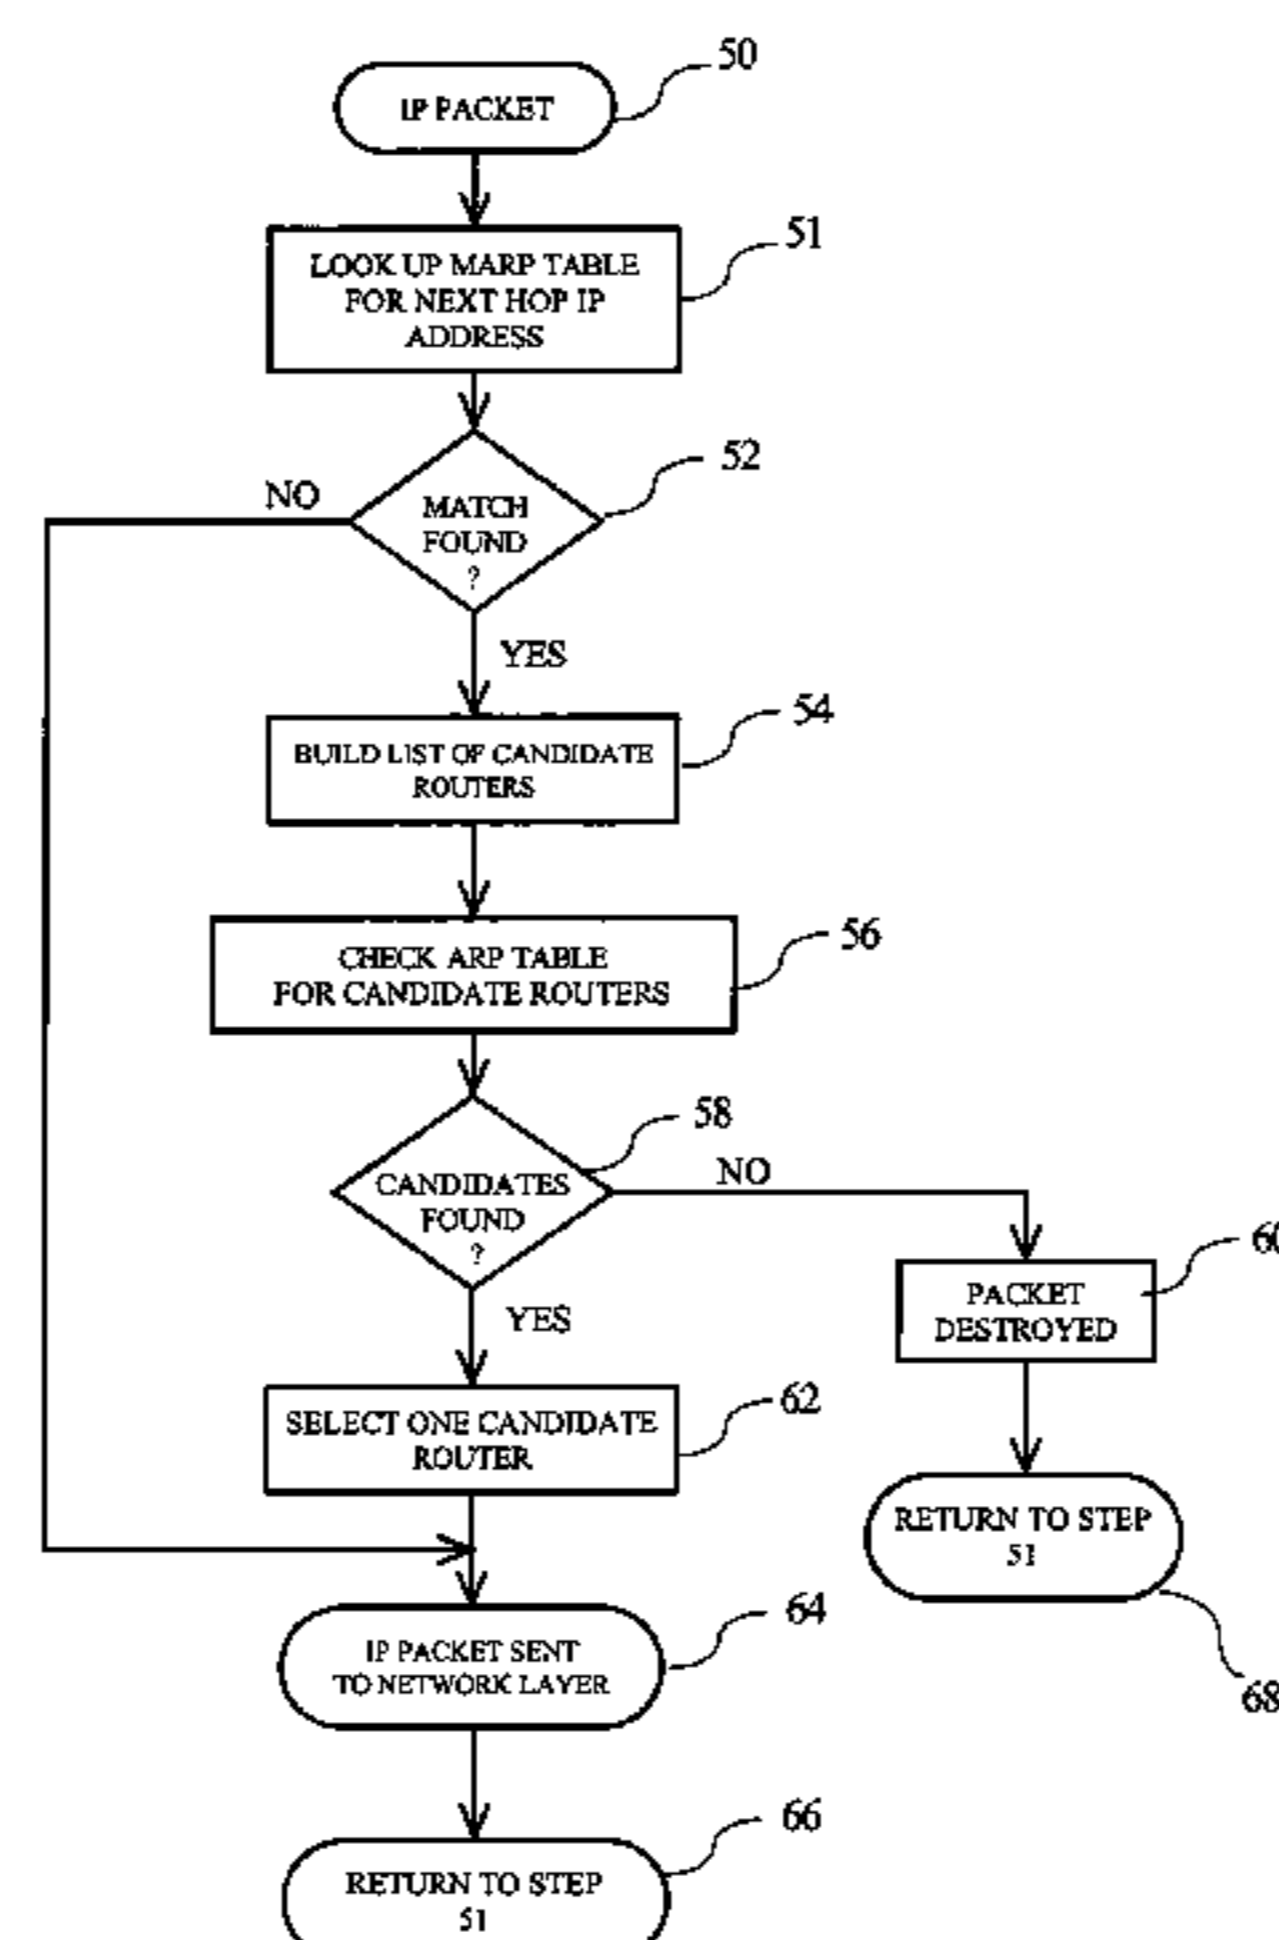 50
IP PACKET
51
LOOK UP MARP TABLE
FOR NEXT HOP IP
ADDRESS
52
NO
MATCH
FOUND
?
YES
54
BUILD LIST OF CANDIDATE
ROUTERS
56
CHECK ARP TABLE
FOR CANDIDATE ROUTERS
58
NO
CANDIDATES
FOUND
?
60
PACKET
DESTROYED
YES
62
SELECT ONE CANDIDATE
ROUTER
RETURN TO STEP
51
64
IP PACKET SENT
TO NETWORK LAYER
68
66
RETURN TO STEP
51